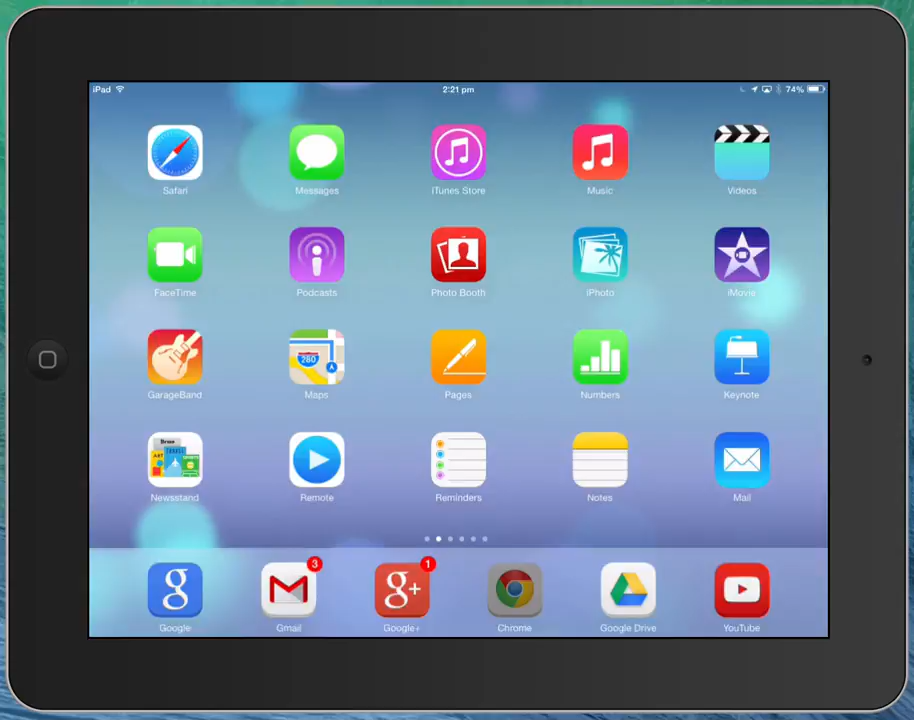 iPad 2:21 pm 74%
Safari Messages iTunes Store Music Videos
FaceTime Podcasts Photo Booth iPhoto iMovie
280
GarageBand Maps Pages Numbers Keynote
Newsstand Remote Reminders Notes Mail
3 1
g g+
Google Gmail Google+ Chrome Google Drive YouTube